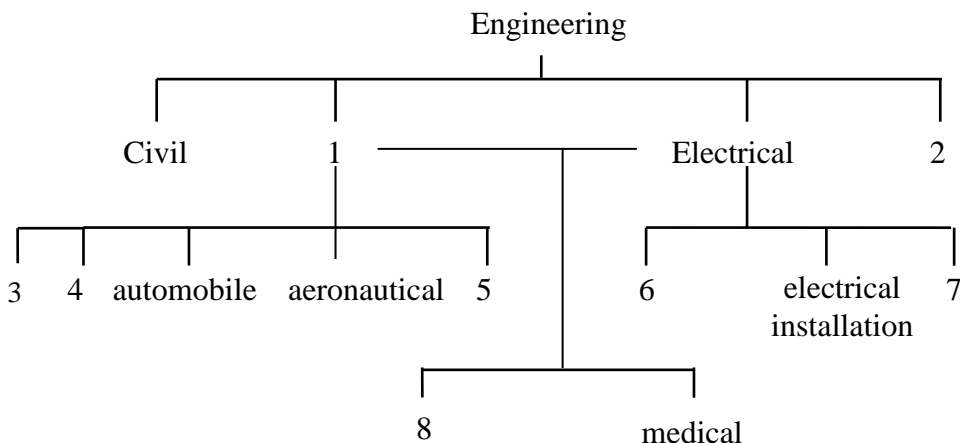 Engineering
Civil 1 Electrical 2
3 4 automobile aeronautical 5 6 electrical 7
installation
8 medical